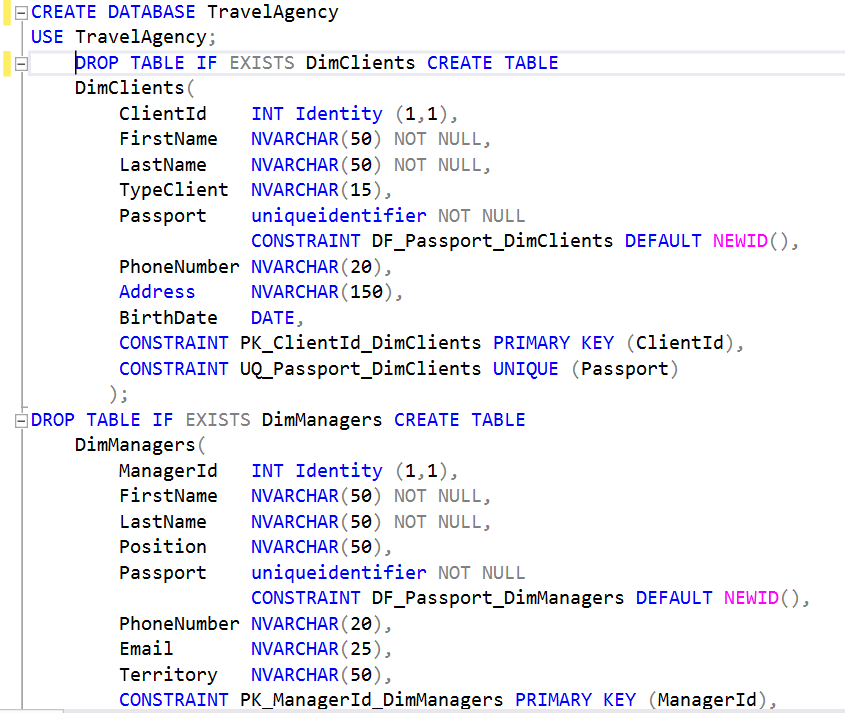 CREATE DATABASE TravelAgency
USE TravelAgency;
DROP TABLE IF EXISTS DimClients CREATE TABLE
DimClients(
ClientId INT Identity (1,1),
FirstName NVARCHAR(50) NOT NULL,
LastName NVARCHAR(50) NOT NULL,
TypeClient NVARCHAR(15),
Passport uniqueidentifier NOT NULL
CONSTRAINT DF_Passport_DimClients DEFAULT NEWID(),
PhoneNumber NVARCHAR(20),
Address NVARCHAR(150),
BirthDate DATE,
CONSTRAINT PK_ClientId_DimClients PRIMARY KEY (ClientId),
CONSTRAINT UQ_Passport_DimClients UNIQUE (Passport)
);
DROP TABLE IF EXISTS DimManagers CREATE TABLE
DimManagers(
ManagerId INT Identity (1,1),
FirstName NVARCHAR(50) NOT NULL,
LastName NVARCHAR(50) NOT NULL,
Position NVARCHAR(50),
Passport uniqueidentifier NOT NULL
CONSTRAINT DF_Passport_DimManagers DEFAULT NEWID(),
PhoneNumber NVARCHAR(20),
Email NVARCHAR(25),
Territory NVARCHAR(50),
CONSTRAINT PK_ManagerId_DimManagers PRIMARY KEY (ManagerId),